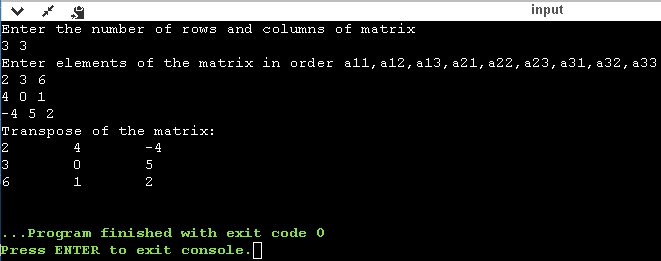 input
Enter the number of rows and columns of matrix
3 3
Enter elements of the matrix in order a11,a12,a13,a21,a22,a23,a31,a32,a33
2 3 6
4 0 1
-4 5 2
Transpose of the matrix:
2 4 -4
3 0 5
6 1 2
...Program finished with exit code 0
Press ENTER to exit console.